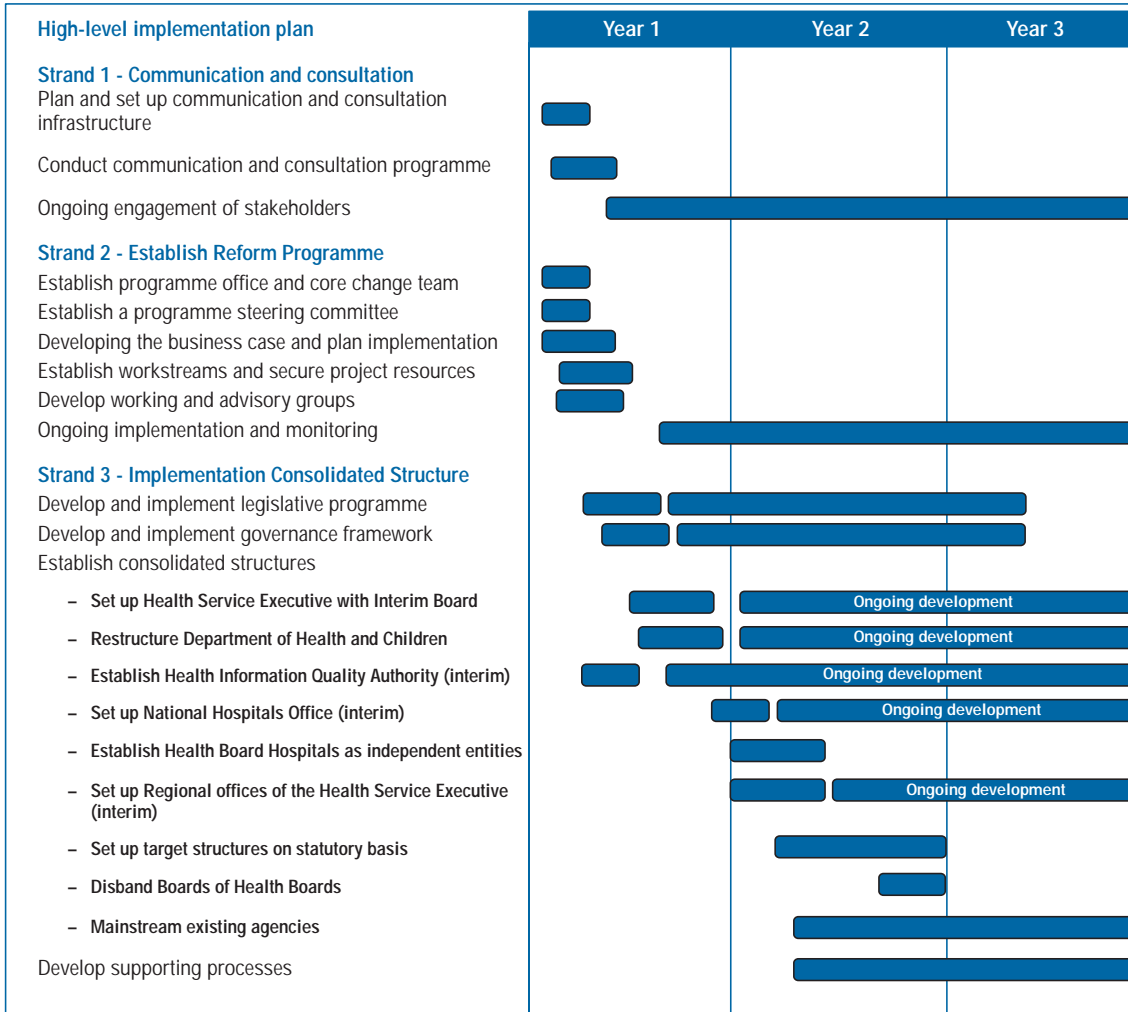 High-level implementation plan Year 1 Year 2 Year 3
Strand 1 - Communication and consultation
Plan and set up communication and consultation
infrastructure
Conduct communication and consultation programme
Ongoing engagement of stakeholders
Strand 2 - Establish Reform Programme
Establish programme office and core change team
Establish a programme steering committee
Developing the business case and plan implementation
Establish workstreams and secure project resources
Develop working and advisory groups
Ongoing implementation and monitoring
Strand 3 - Implementation Consolidated Structure
Develop and implement legislative programme
Develop and implement governance framework
Establish consolidated structures
– Set up Health Service Executive with Interim Board Ongoing development
– Restructure Department of Health and Children Ongoing development
– Establish Health Information Quality Authority (interim) Ongoing development
– Set up National Hospitals Office (interim) Ongoing development
– Establish Health Board Hospitals as independent entities
– Set up Regional offices of the Health Service Executive Ongoing development
(interim)
– Set up target structures on statutory basis
– Disband Boards of Health Boards
– Mainstream existing agencies
Develop supporting processes